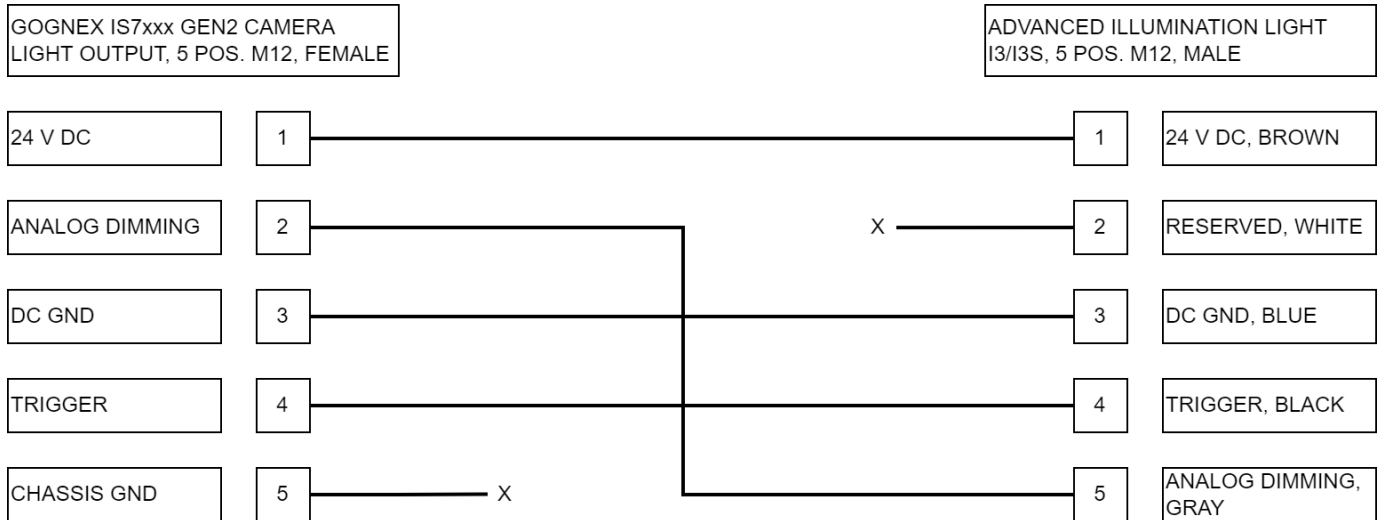 GOGNEX IS7xxx GEN2 CAMERA
LIGHT OUTPUT, 5 POS. M12, FEMALE
ADVANCED ILLUMINATION LIGHT
I3/I3S, 5 POS. M12, MALE
24 V DC 1 1 24 V DC, BROWN
ANALOG DIMMING 2 X 2 RESERVED, WHITE
DC GND 3 3 DC GND, BLUE
TRIGGER 4 4 TRIGGER, BLACK
CHASSIS GND 5 X 5 ANALOG DIMMING,
GRAY